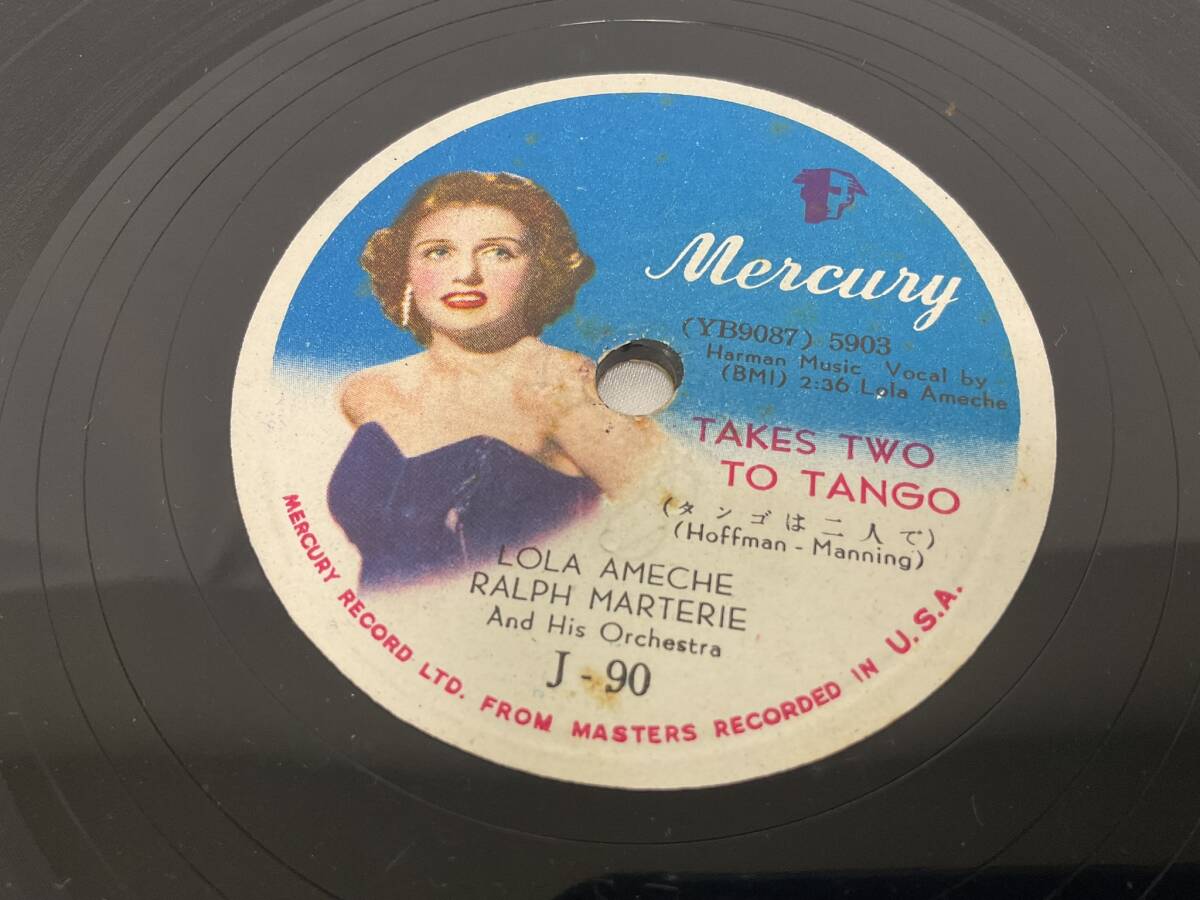 Mercury
(YB9087) 5903
Harman Music Vocal by
(BMI) 2:36 Lola Ameche
TAKES TWO
TO TANGO
(タンゴは二人で)
(Hoffman - Manning)
LOLA AMECHE
RALPH MARTERIE
And His Orchestra
J - 90
MERCURY RECORD LTD. FROM MASTERS RECORDED IN U.S.A.